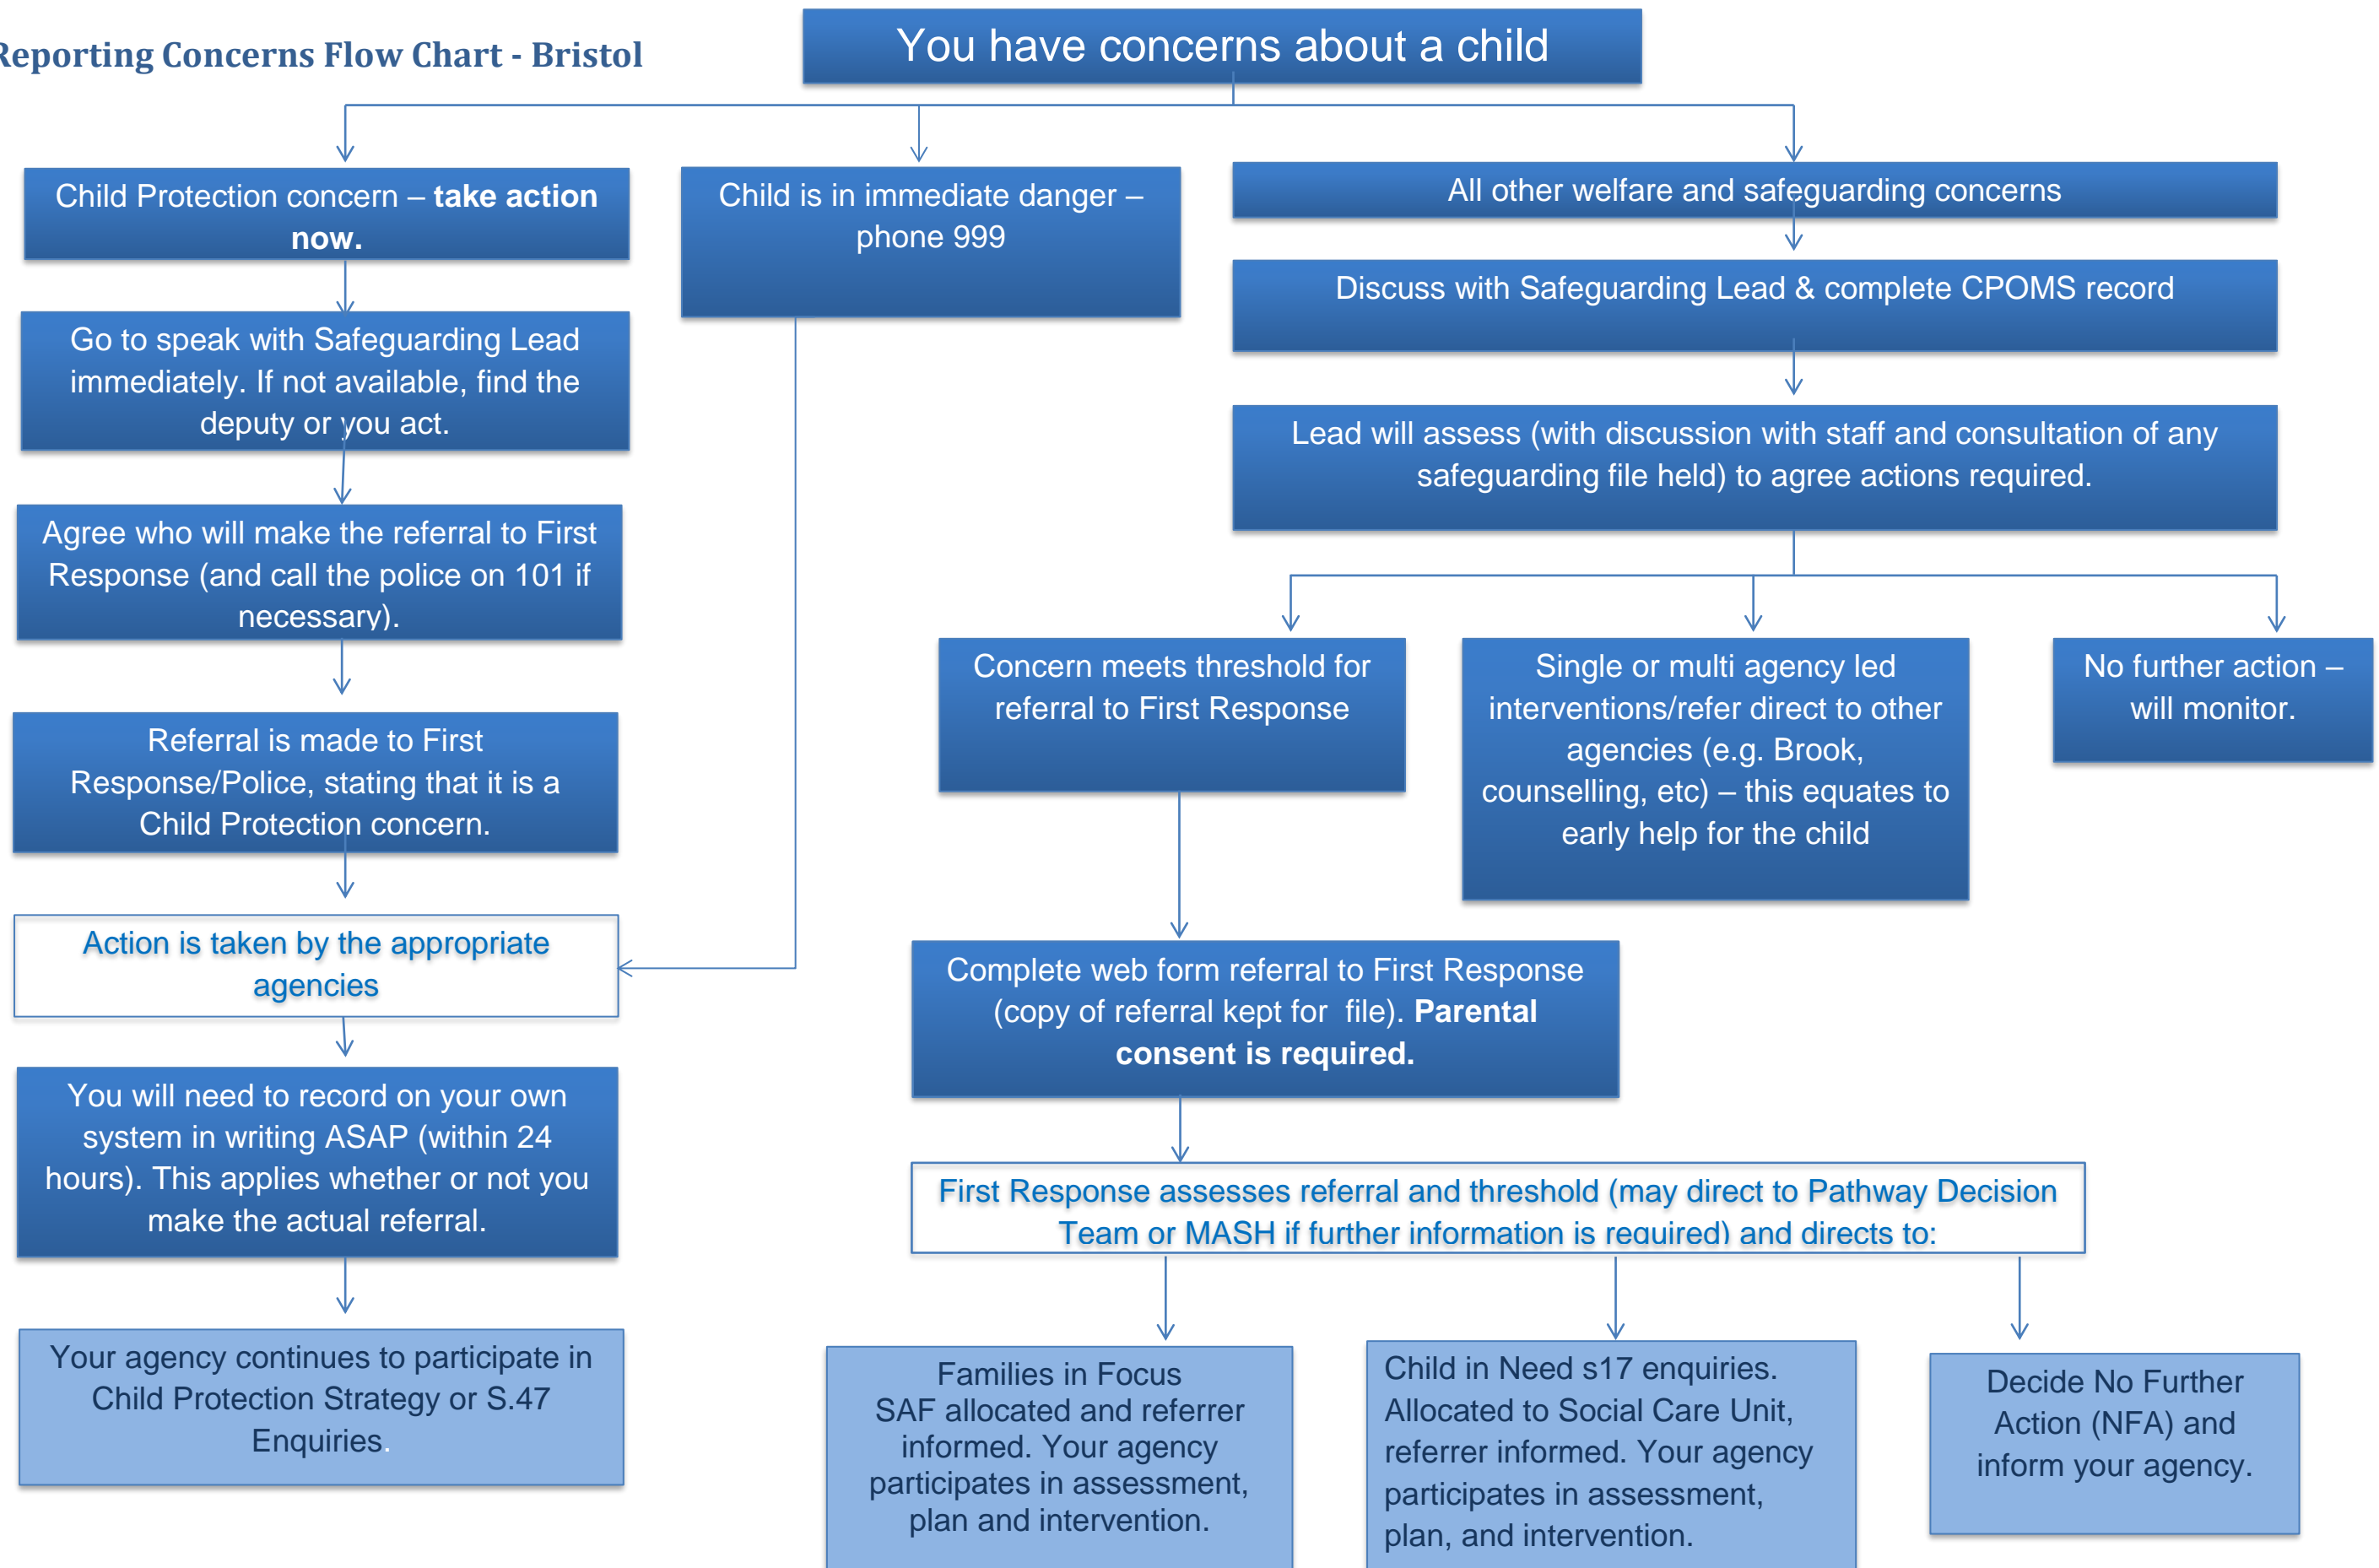 Reporting Concerns Flow Chart - Bristol
You have concerns about a child
Child Protection concern – take action
now.
Child is in immediate danger –
phone 999
All other welfare and safeguarding concerns
Go to speak with Safeguarding Lead
immediately. If not available, find the
deputy or you act.
Discuss with Safeguarding Lead & complete CPOMS record
Lead will assess (with discussion with staff and consultation of any
safeguarding file held) to agree actions required.
Agree who will make the referral to First
Response (and call the police on 101 if
necessary).
Concern meets threshold for
referral to First Response
Single or multi agency led
interventions/refer direct to other
agencies (e.g. Brook,
counselling, etc) – this equates to
early help for the child
No further action –
will monitor.
Referral is made to First
Response/Police, stating that it is a
Child Protection concern.
Action is taken by the appropriate
agencies
Complete web form referral to First Response
(copy of referral kept for file). Parental
consent is required.
You will need to record on your own
system in writing ASAP (within 24
hours). This applies whether or not you
make the actual referral.
First Response assesses referral and threshold (may direct to Pathway Decision
Team or MASH if further information is required) and directs to:
Your agency continues to participate in
Child Protection Strategy or S.47
Enquiries.
Families in Focus
SAF allocated and referrer
informed. Your agency
participates in assessment,
plan and intervention.
Child in Need s17 enquiries.
Allocated to Social Care Unit,
referrer informed. Your agency
participates in assessment,
plan, and intervention.
Decide No Further
Action (NFA) and
inform your agency.